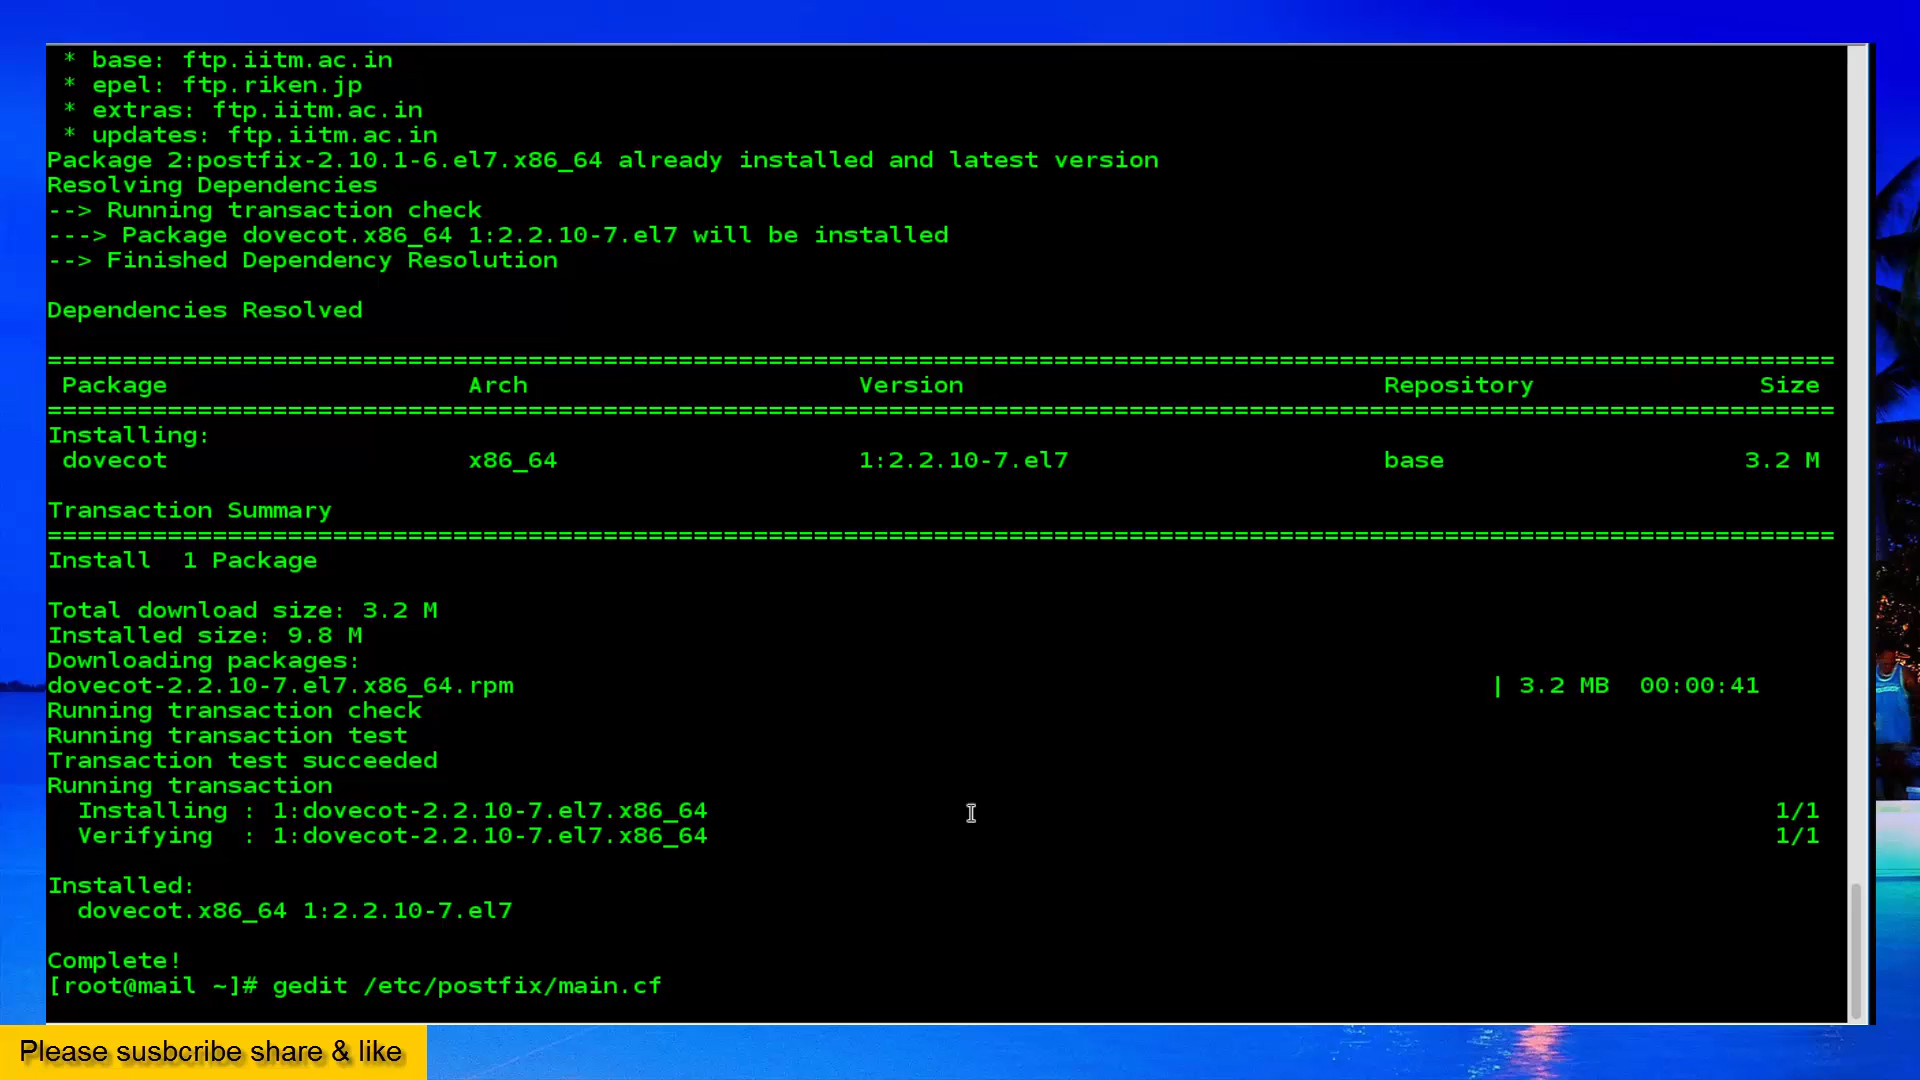 * base: ftp.iitm.ac.in
* epel: ftp.riken.jp
* extras: ftp.iitm.ac.in
* updates: ftp.iitm.ac.in
Package 2:postfix-2.10.1-6.el7.x86_64 already installed and latest version
Resolving Dependencies
--> Running transaction check
---> Package dovecot.x86_64 1:2.2.10-7.el7 will be installed
--> Finished Dependency Resolution
Dependencies Resolved
================================================================================
Package Arch Version Repository Size
================================================================================
Installing:
dovecot x86_64 1:2.2.10-7.el7 base 3.2 M
Transaction Summary
================================================================================
Install  1 Package
Total download size: 3.2 M
Installed size: 9.8 M
Downloading packages:
dovecot-2.2.10-7.el7.x86_64.rpm | 3.2 MB  00:00:41
Running transaction check
Running transaction test
Transaction test succeeded
Running transaction
Installing : 1:dovecot-2.2.10-7.el7.x86_64 1/1
Verifying  : 1:dovecot-2.2.10-7.el7.x86_64 1/1
Installed:
dovecot.x86_64 1:2.2.10-7.el7
Complete!
[root@mail ~]# gedit /etc/postfix/main.cf
Please susbcribe share & like